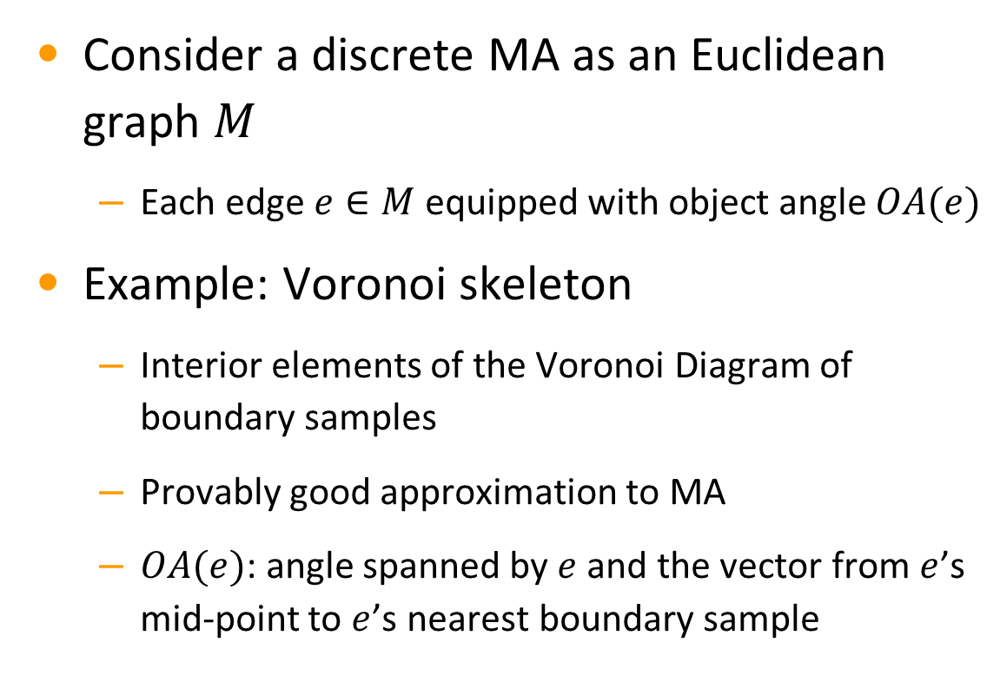 • Consider a discrete MA as an Euclidean
graph M
– Each edge e ∈ M equipped with object angle OA(e)
• Example: Voronoi skeleton
– Interior elements of the Voronoi Diagram of
boundary samples
– Provably good approximation to MA
– OA(e): angle spanned by e and the vector from e’s
mid-point to e’s nearest boundary sample